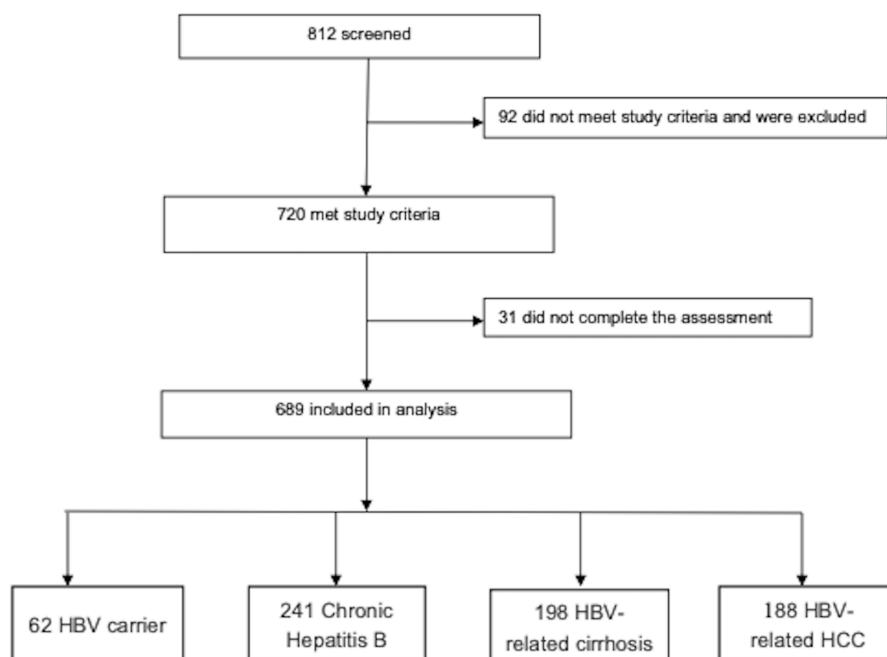 812 screened
92 did not meet study criteria and were excluded
720 met study criteria
31 did not complete the assessment
689 included in analysis
62 HBV carrier
241 Chronic
Hepatitis B
198 HBV-
related cirrhosis
188 HBV-
related HCC